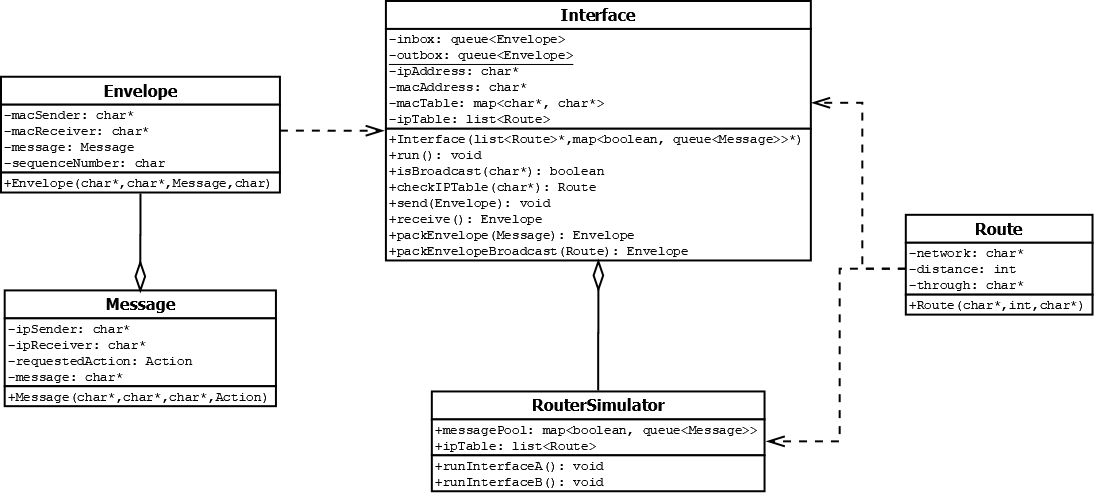 Interface
-inbox: queue<Envelope>
-outbox: queue<Envelope>
-ipAddress: char*
-macAddress: char*
-macTable: map<char*, char*>
-ipTable: list<Route>
+Interface(list<Route>*,map<boolean, queue<Message>>*)
+run(): void
+isBroadcast(char*): boolean
+checkIPTable(char*): Route
+send(Envelope): void
+receive(): Envelope
+packEnvelope(Message): Envelope
+packEnvelopeBroadcast(Route): Envelope
Envelope
-macSender: char*
-macReceiver: char*
-message: Message
-sequenceNumber: char
+Envelope(char*,char*,Message,char)
Route
-network: char*
-distance: int
-through: char*
+Route(char*,int,char*)
Message
-ipSender: char*
-ipReceiver: char*
-requestedAction: Action
-message: char*
+Message(char*,char*,char*,Action)
RouterSimulator
+messagePool: map<boolean, queue<Message>>
+ipTable: list<Route>
+runInterfaceA(): void
+runInterfaceB(): void